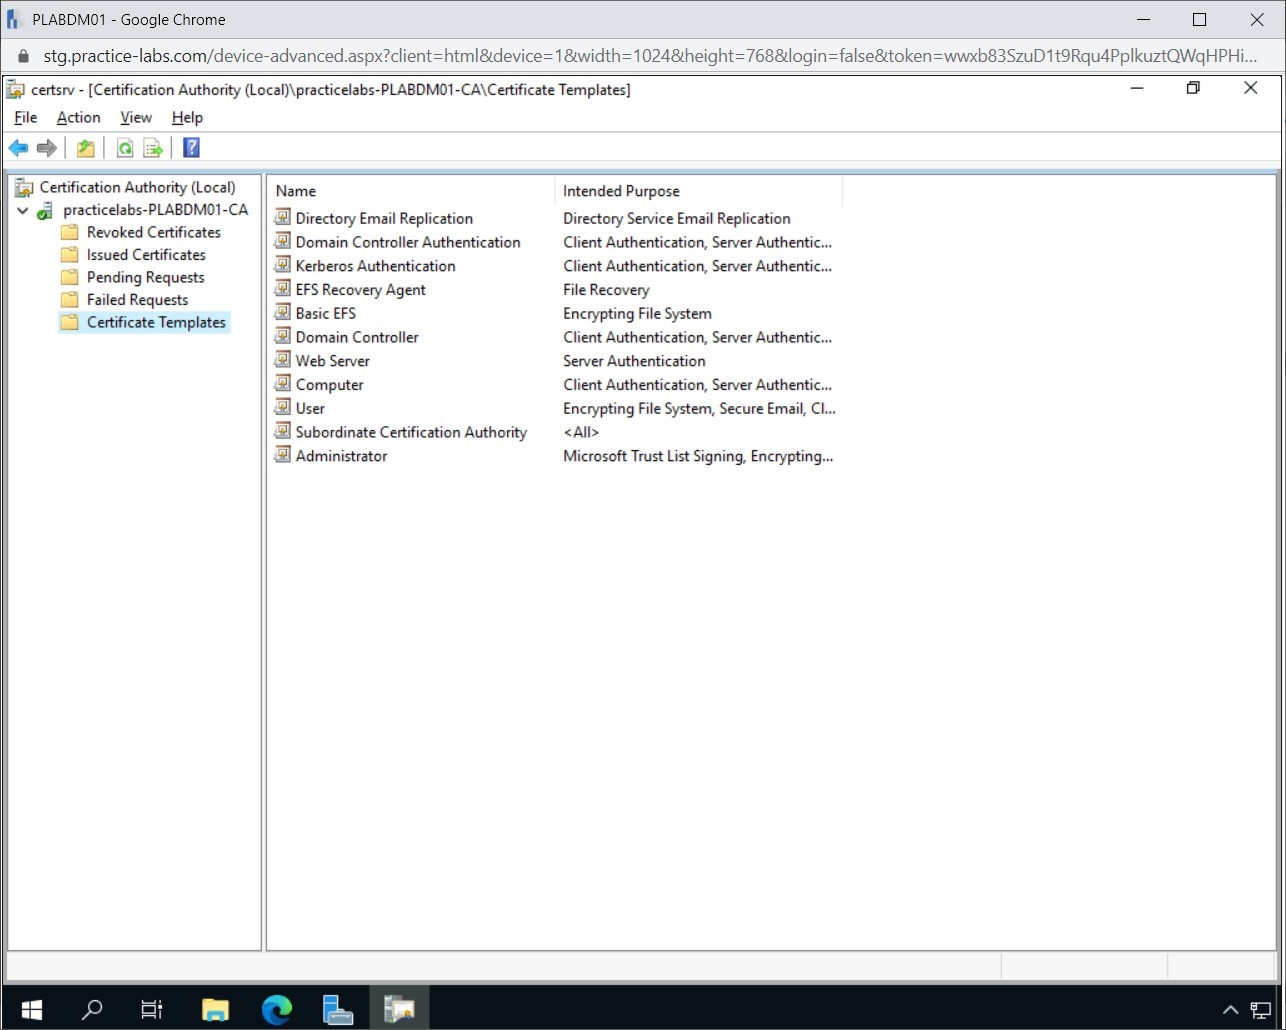 PLABDM01 - Google Chrome
stg.practice-labs.com/device-advanced.aspx?client=html&device=1&width=1024&height=768&login=false&token=wwxb83SzuD1t9Rqu4PplkuztQWqHPHi...
certsrv - [Certification Authority (Local)\practicelabs-PLABDM01-CA\Certificate Templates]
File Action View Help
Certification Authority (Local)
practicelabs-PLABDM01-CA
Revoked Certificates
Issued Certificates
Pending Requests
Failed Requests
Certificate Templates
Name Intended Purpose
Directory Email Replication Directory Service Email Replication
Domain Controller Authentication Client Authentication, Server Authentic...
Kerberos Authentication Client Authentication, Server Authentic...
EFS Recovery Agent File Recovery
Basic EFS Encrypting File System
Domain Controller Client Authentication, Server Authentic...
Web Server Server Authentication
Computer Client Authentication, Server Authentic...
User Encrypting File System, Secure Email, Cl...
Subordinate Certification Authority <All>
Administrator Microsoft Trust List Signing, Encrypting...